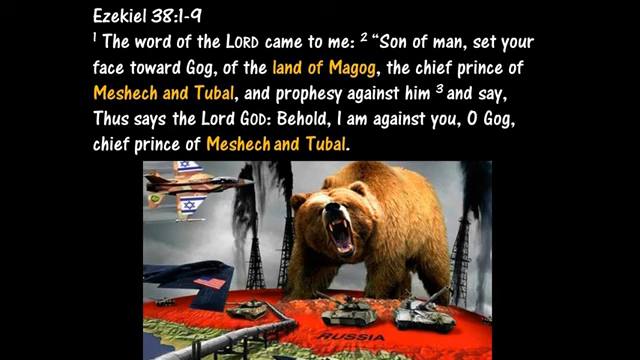 Ezekiel 38:1-9
1 The word of the LORD came to me: 2 “Son of man, set your
face toward Gog, of the land of Magog, the chief prince of
Meshech and Tubal, and prophesy against him 3 and say,
Thus says the Lord GOD: Behold, I am against you, O Gog,
chief prince of Meshech and Tubal.
RUSSIA